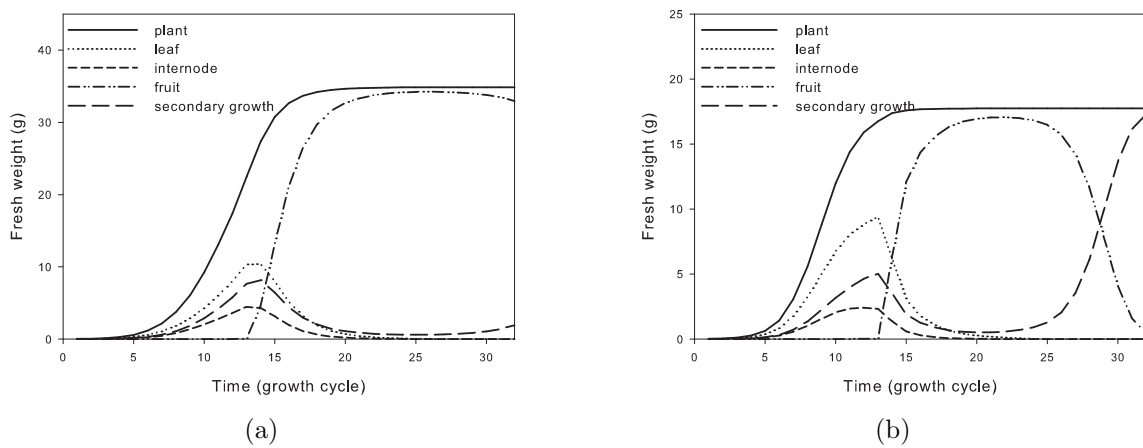 plant
leaf
internode
fruit
secondary growth
40
30
20
10
0
Fresh weight (g)
0 5 10 15 20 25 30
Time (growth cycle)
(a)
25
plant
leaf
internode
fruit
secondary growth
20
15
10
5
0
Fresh weight (g)
0 5 10 15 20 25 30
Time (growth cycle)
(b)